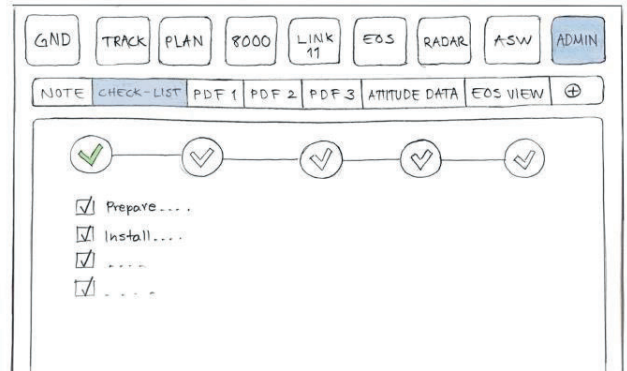 GND TRACK PLAN 8000 LINK 11 EOS RADAR ASW ADMIN
NOTE CHECK-LIST PDF 1 PDF 2 PDF 3 ATTITUDE DATA EOS VIEW
Prepare....
Install....
....
....